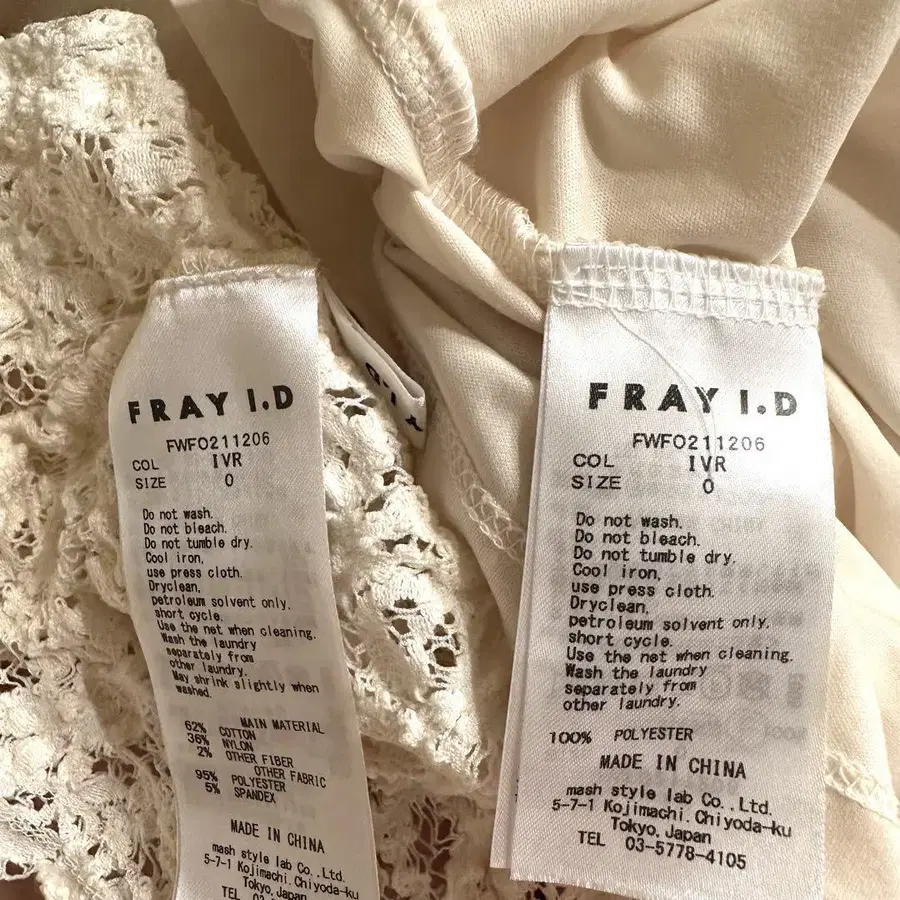 FRAY I.D
FWFO211206
COL IVR
SIZE 0
Do not wash.
Do not bleach.
Do not tumble dry.
Cool iron,
use press cloth.
Dryclean,
petroleum solvent only.
short cycle.
Use the net when cleaning.
Wash the laundry
separately from
other laundry.
May shrink slightly when
washed.
MAIN MATERIAL
62% COTTON
36% NYLON
2% OTHER FIBER
OTHER FABRIC
95% POLYESTER
5% SPANDEX
MADE IN CHINA
mash style lab Co.,Ltd.
5-7-1 Kojimachi.Chiyoda-ku
Tokyo,Japan
TEL
FRAY I.D
FWFO211206
COL IVR
SIZE 0
Do not wash.
Do not bleach.
Do not tumble dry.
Cool iron,
use press cloth.
Dryclean,
petroleum solvent only.
short cycle.
Use the net when cleaning.
Wash the laundry
separately from
other laundry.
100% POLYESTER
MADE IN CHINA
mash style lab Co.,Ltd.
5-7-1 Kojimachi.Chiyoda-ku
Tokyo,Japan
TEL 03-5778-4105